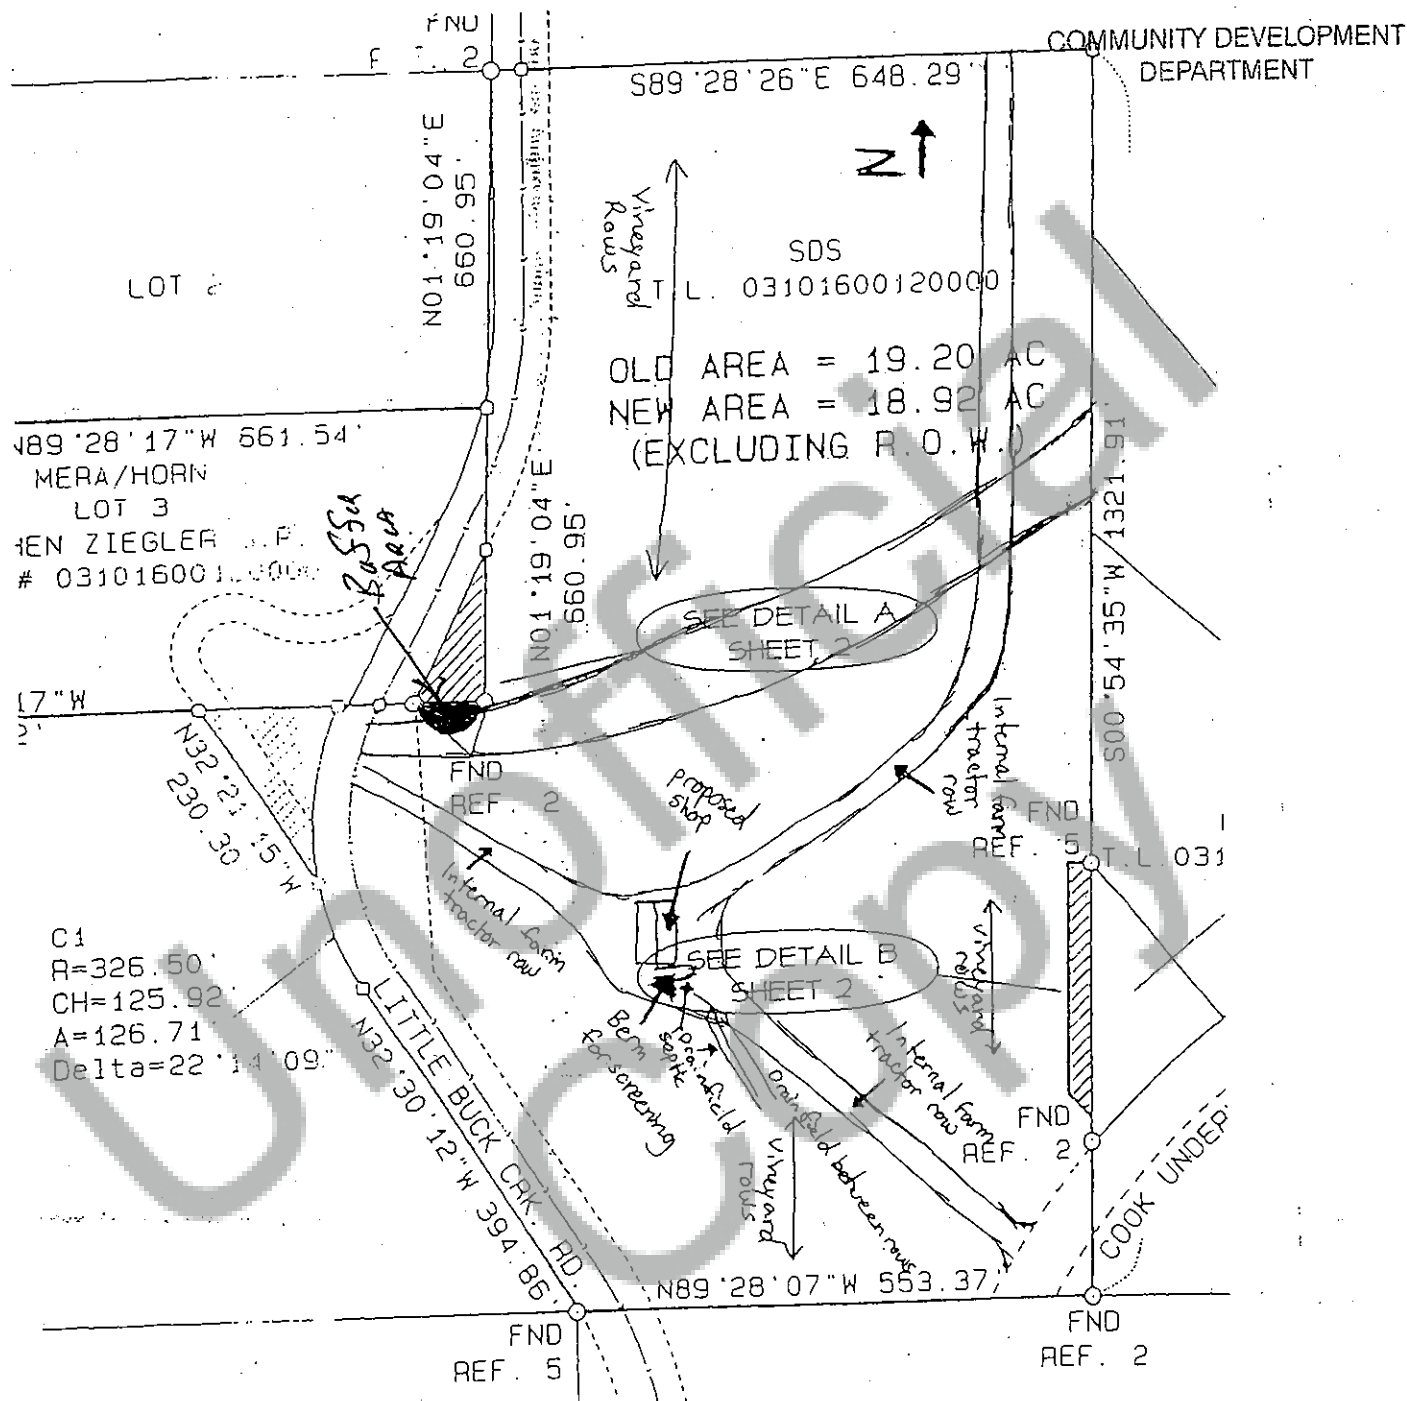 COMMUNITY DEVELOPMENT
DEPARTMENT
FND
2
S89°28'26"E 648.29'
N
N01°19'04"E
660.95'
Vineyard
Rows
SDS
T.L. 03101600120000
LOT
OLD AREA = 19.20 AC
NEW AREA = 18.92 AC
(EXCLUDING R.O.W.)
N89°28'17"W 661.54'
MERA/HORN
LOT 3
ZIEGLER
Buffer
Area
N01°19'04"E
660.95'
S00°54'35"W 1321.91'
SEE DETAIL A
SHEET 2
17"W
2'
N32°21'15"W
230.30
FND
REF. 2
proposed
shop
Internal farm
tractor
row
FND
REF. 5
T.L. 031
Internal farm
tractor row
C1
R=326.50'
CH=125.92'
A=126.71'
Delta=22°14'09"
SEE DETAIL B
SHEET 2
vineyard
rows
Berm
for screening
septic
Drainfield
Drainfield between rows
Internal farm
tractor row
vineyard
rows
LITTLE BUCK CRK. RD.
N32°30'12"W 394.86'
FND
REF. 2
COOK UNDER
N89°28'07"W 553.37'
FND
REF. 5
FND
REF. 2
Unofficial
Copy